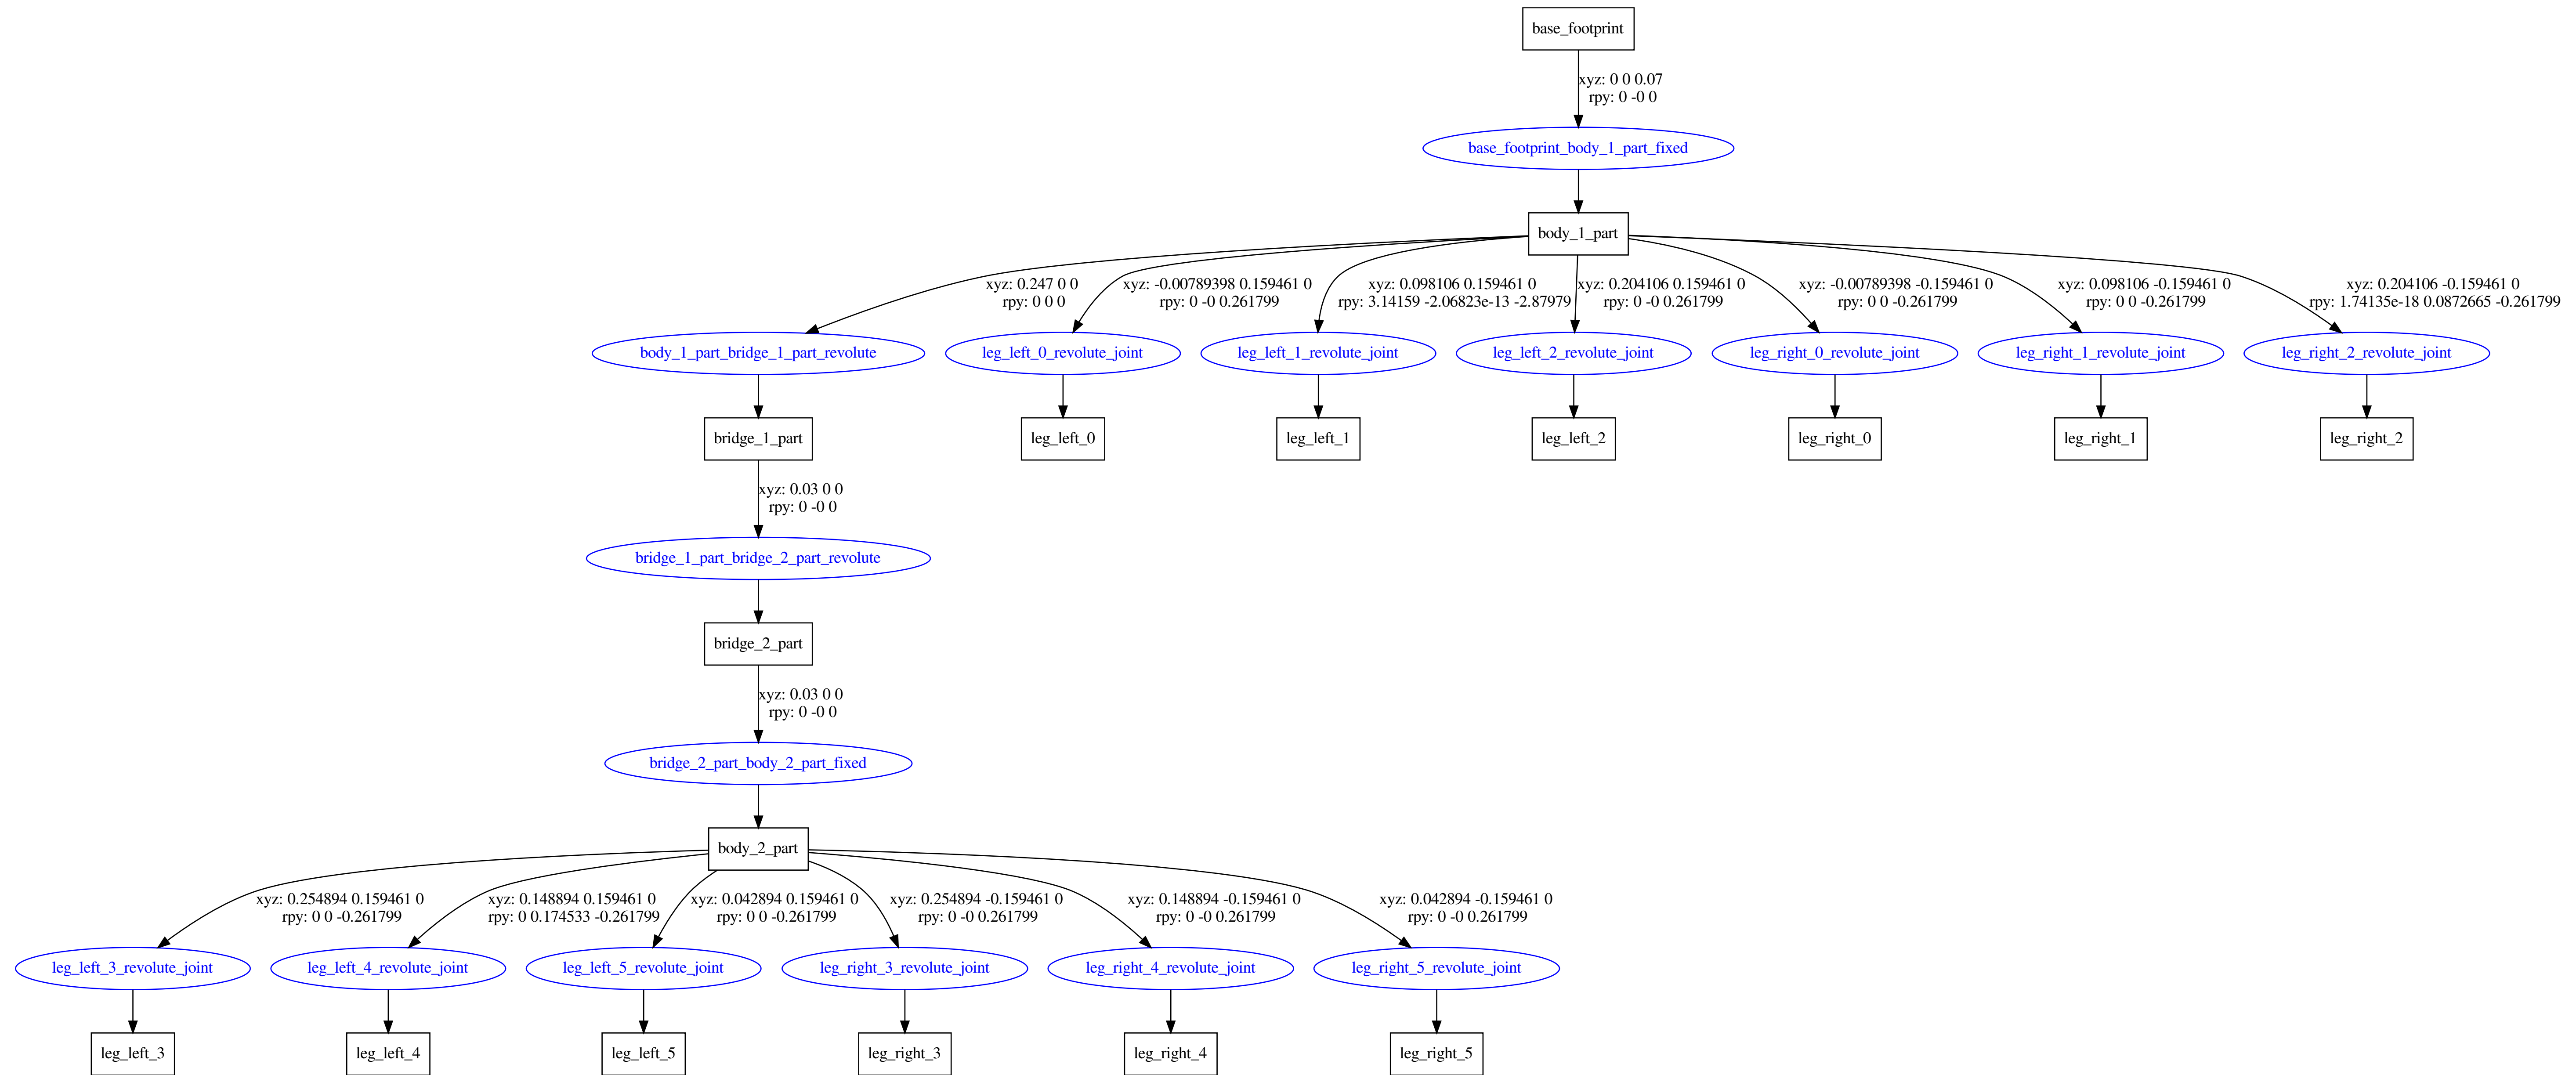 base_footprint
xyz: 0 0 0.07
rpy: 0 -0 0
base_footprint_body_1_part_fixed
body_1_part
xyz: 0.247 0 0
rpy: 0 0 0
xyz: -0.00789398 0.159461 0
rpy: 0 -0 0.261799
xyz: 0.098106 0.159461 0
rpy: 3.14159 -2.06823e-13 -2.87979
xyz: 0.204106 0.159461 0
rpy: 0 -0 0.261799
xyz: -0.00789398 -0.159461 0
rpy: 0 0 -0.261799
xyz: 0.098106 -0.159461 0
rpy: 0 0 -0.261799
xyz: 0.204106 -0.159461 0
rpy: 1.74135e-18 0.0872665 -0.261799
body_1_part_bridge_1_part_revolute
leg_left_0_revolute_joint
leg_left_1_revolute_joint
leg_left_2_revolute_joint
leg_right_0_revolute_joint
leg_right_1_revolute_joint
leg_right_2_revolute_joint
bridge_1_part
leg_left_0
leg_left_1
leg_left_2
leg_right_0
leg_right_1
leg_right_2
xyz: 0.03 0 0
rpy: 0 -0 0
bridge_1_part_bridge_2_part_revolute
bridge_2_part
xyz: 0.03 0 0
rpy: 0 -0 0
bridge_2_part_body_2_part_fixed
body_2_part
xyz: 0.254894 0.159461 0
rpy: 0 0 -0.261799
xyz: 0.148894 0.159461 0
rpy: 0 0.174533 -0.261799
xyz: 0.042894 0.159461 0
rpy: 0 0 -0.261799
xyz: 0.254894 -0.159461 0
rpy: 0 -0 0.261799
xyz: 0.148894 -0.159461 0
rpy: 0 -0 0.261799
xyz: 0.042894 -0.159461 0
rpy: 0 -0 0.261799
leg_left_3_revolute_joint
leg_left_4_revolute_joint
leg_left_5_revolute_joint
leg_right_3_revolute_joint
leg_right_4_revolute_joint
leg_right_5_revolute_joint
leg_left_3
leg_left_4
leg_left_5
leg_right_3
leg_right_4
leg_right_5